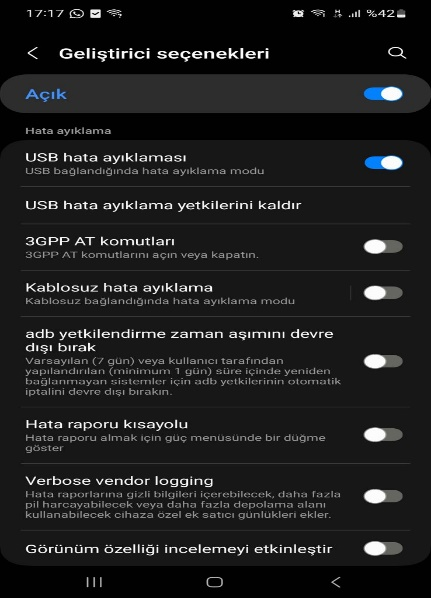 17:17 %42
Geliştirici seçenekleri
Açık
Hata ayıklama
USB hata ayıklaması
USB bağlandığında hata ayıklama modu
USB hata ayıklama yetkilerini kaldır
3GPP AT komutları
3GPP AT komutlarını açın veya kapatın.
Kablosuz hata ayıklama
Kablosuz bağlandığında hata ayıklama modu
adb yetkilendirme zaman aşımını devre
dışı bırak
Varsayılan (7 gün) veya kullanıcı tarafından
yapılandırılan (minimum 1 gün) süre içinde yeniden
bağlanmayan sistemler için adb yetkilerinin otomatik
iptalini devre dışı bırakın.
Hata raporu kısayolu
Hata raporu almak için güç menüsünde bir düğme
göster
Verbose vendor logging
Hata raporlarına gizli bilgileri içerebilecek, daha fazla
pil harcayabilecek veya daha fazla depolama alanı
kullanabilecek cihaza özel ek satıcı günlükleri ekler.
Görünüm özelliği incelemeyi etkinleştir